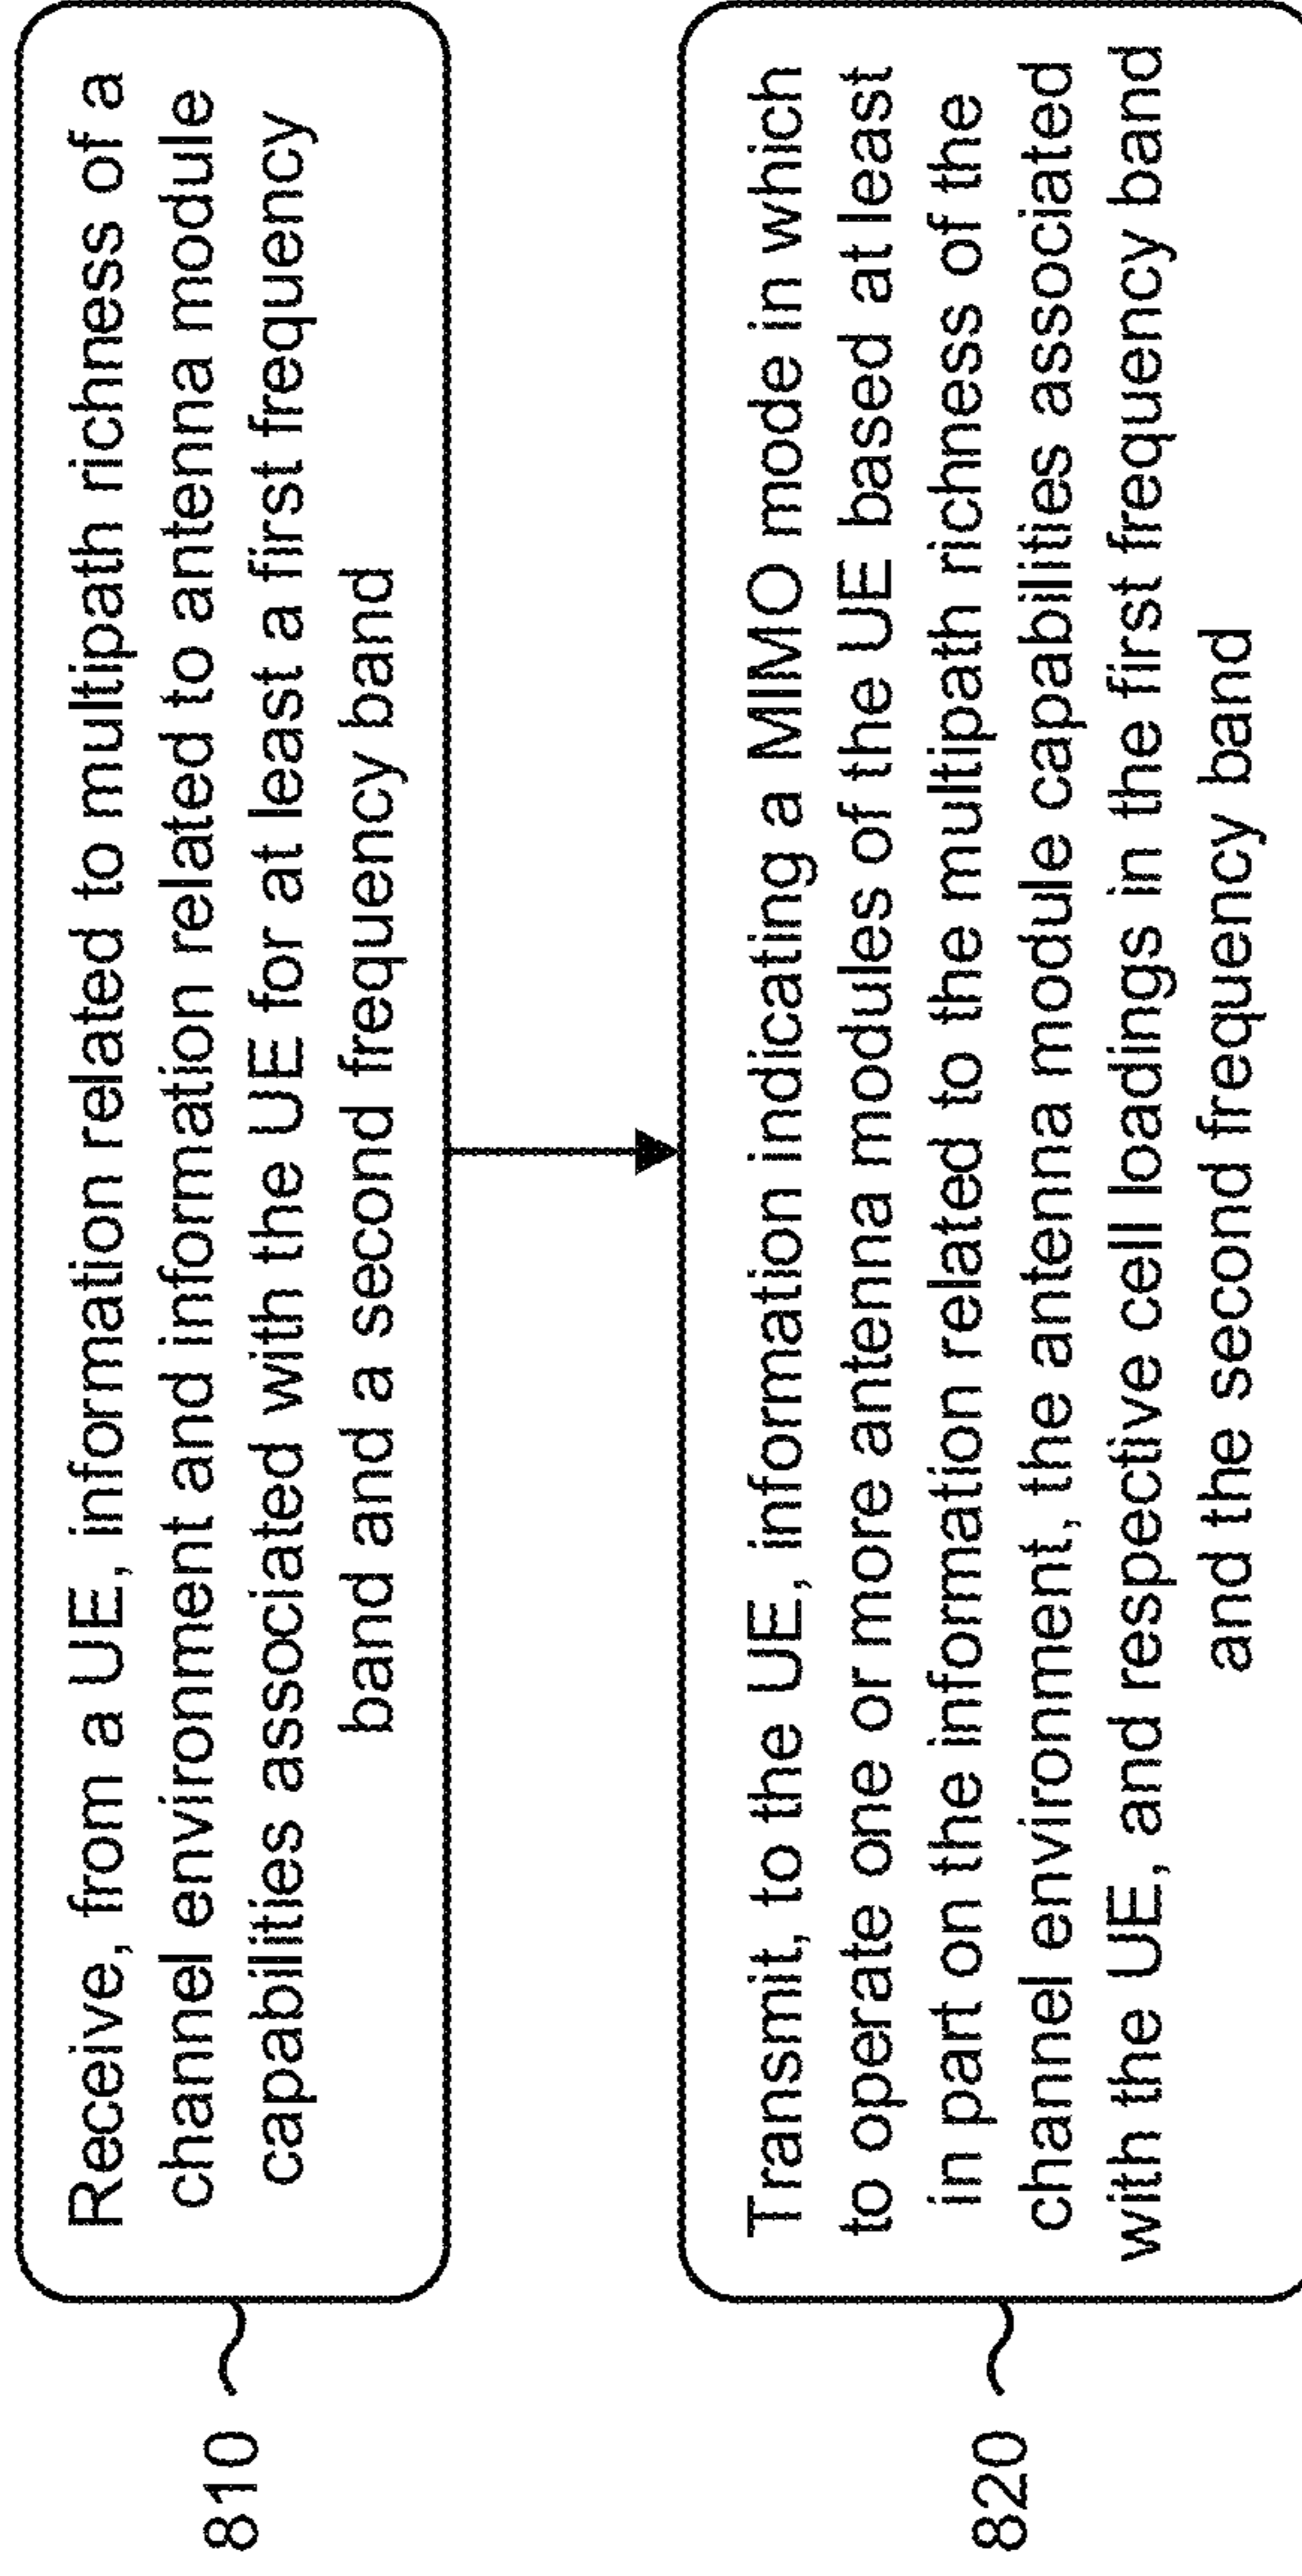 810
Receive, from a UE, information related to multipath richness of a
channel environment and information related to antenna module
capabilities associated with the UE for at least a first frequency
band and a second frequency band
820
Transmit, to the UE, information indicating a MIMO mode in which
to operate one or more antenna modules of the UE based at least
in part on the information related to the multipath richness of the
channel environment, the antenna module capabilities associated
with the UE, and respective cell loadings in the first frequency band
and the second frequency band